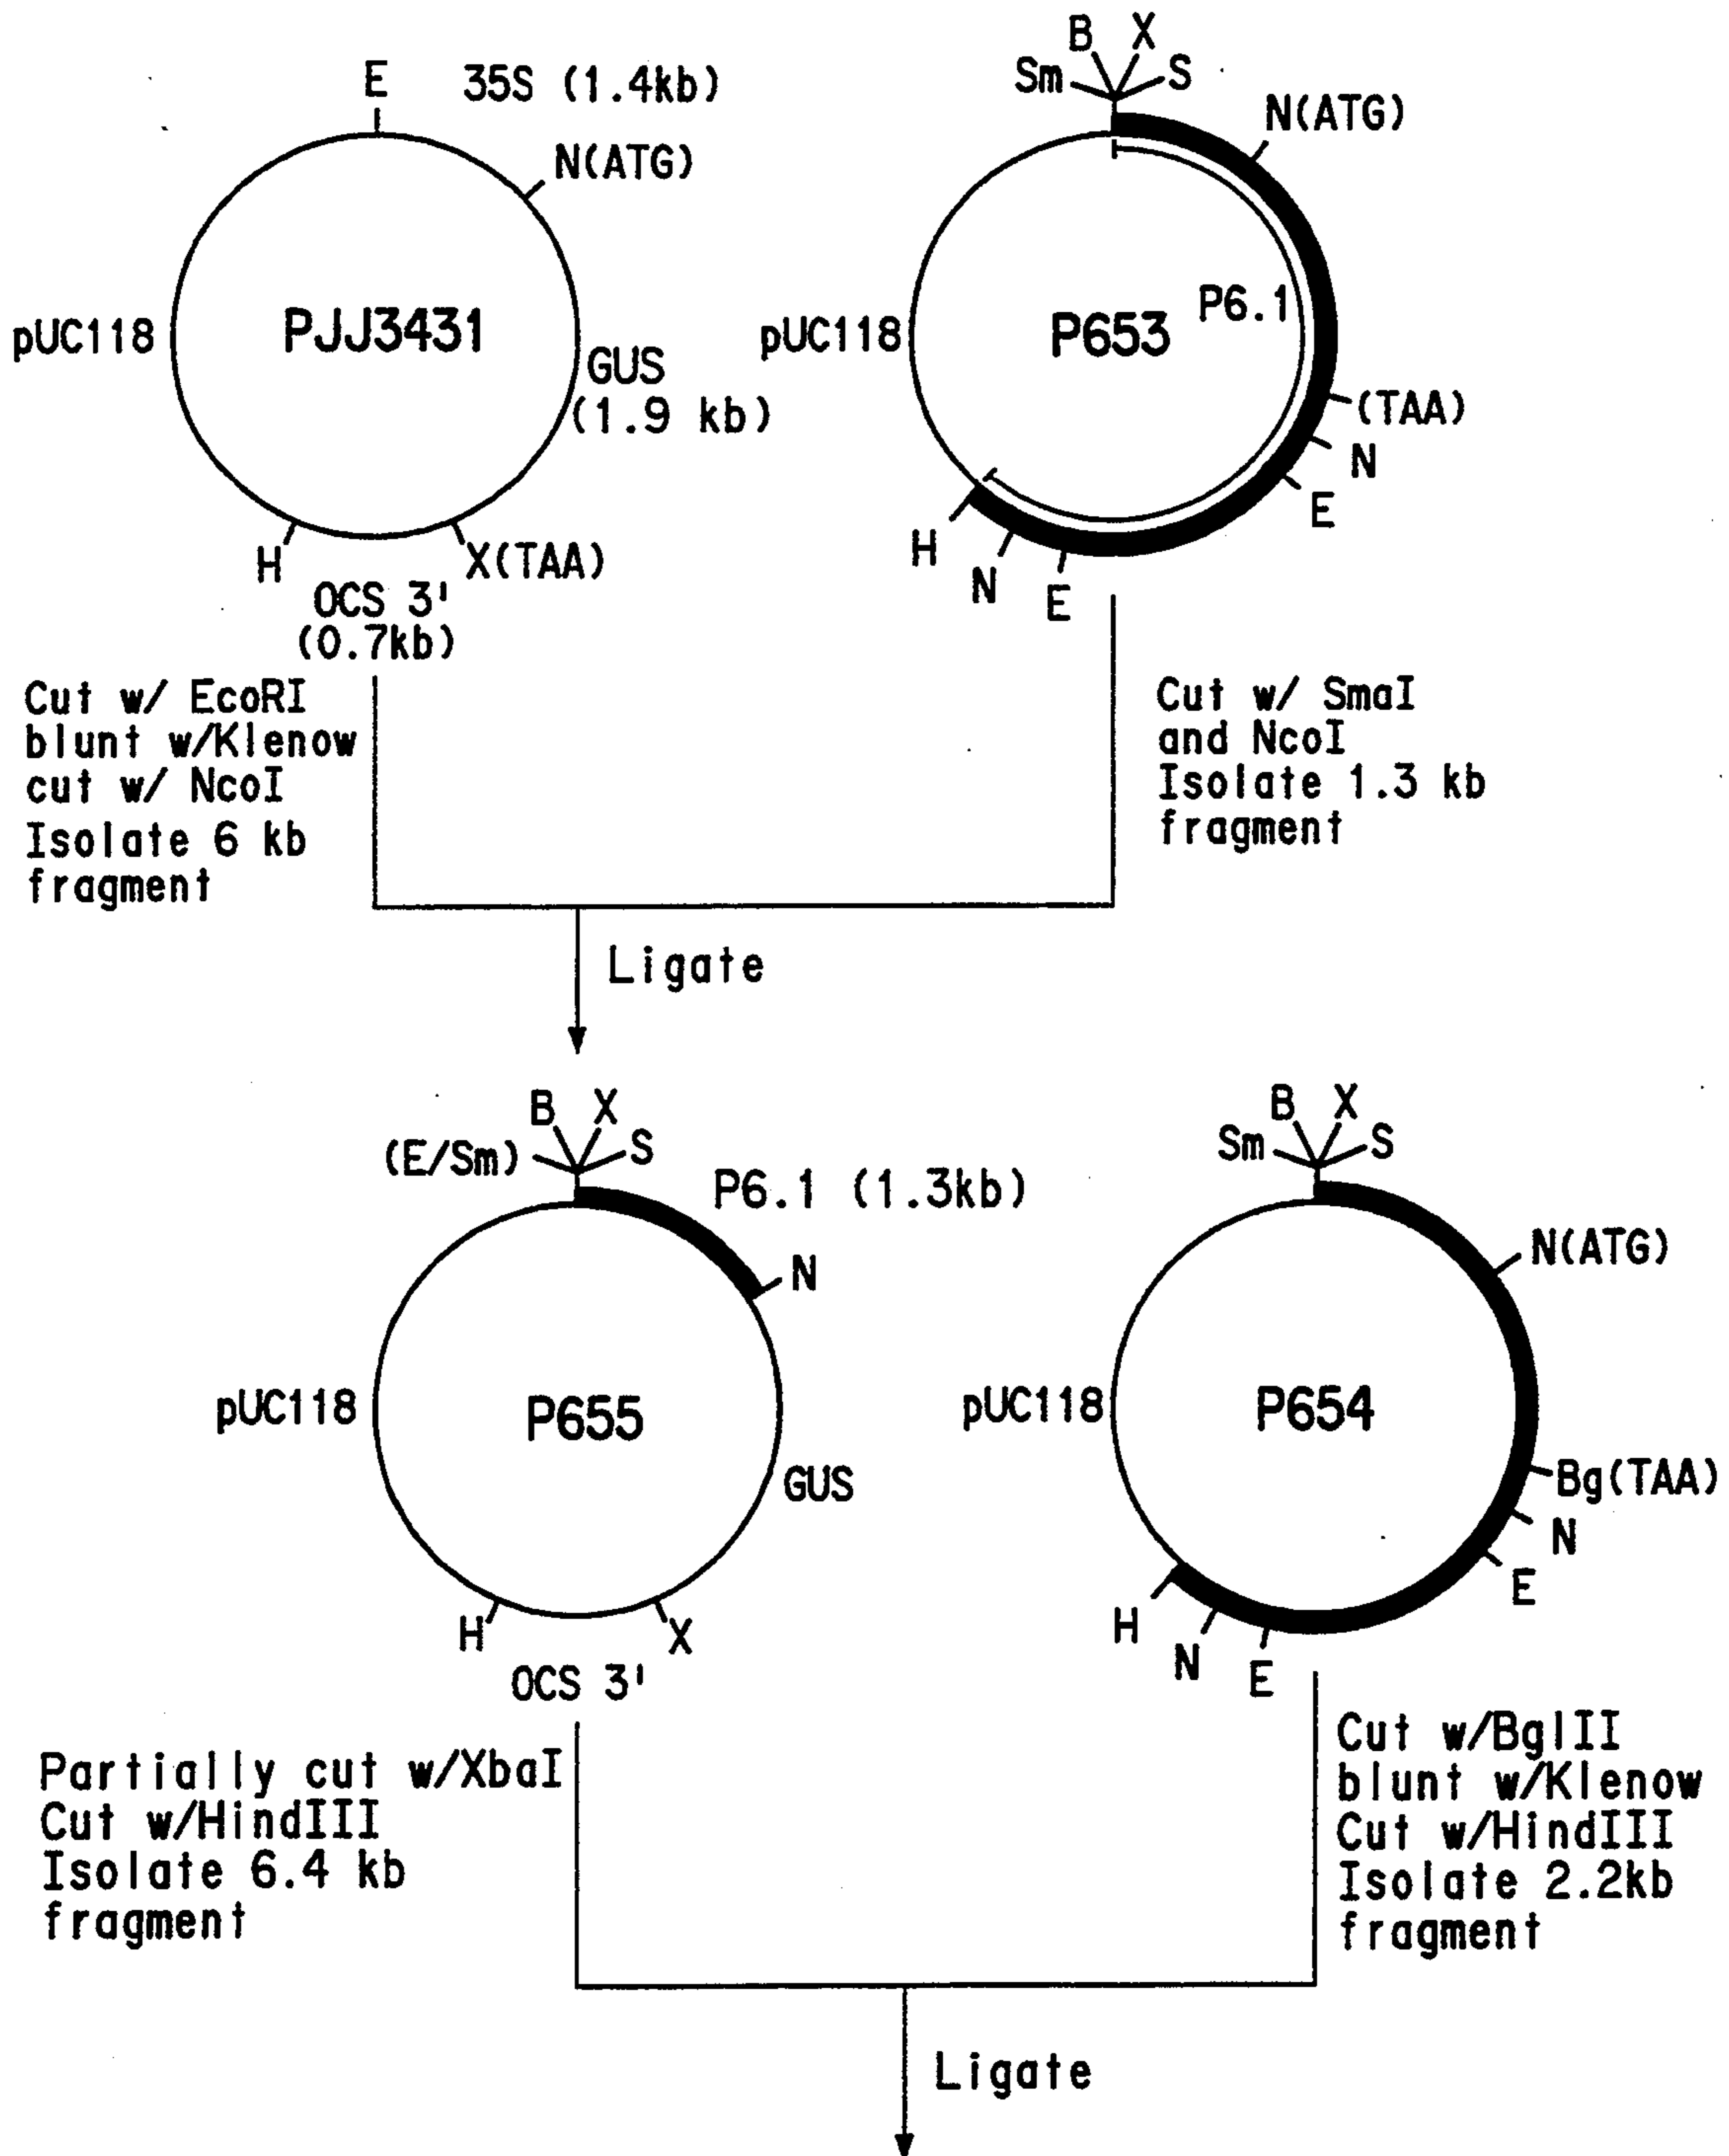 E
35S (1.4kb)
N(ATG)
pUC118
PJJ3431
GUS
(1.9 kb)
H
X(TAA)
OCS 3'
(0.7kb)
B
X
Sm
S
N(ATG)
pUC118
P653
P6.1
(TAA)
N
E
H
N
E
Cut w/ EcoRI
blunt w/Klenow
cut w/ NcoI
Isolate 6 kb
fragment
Cut w/ SmaI
and NcoI
Isolate 1.3 kb
fragment
Ligate
B
X
(E/Sm)
S
P6.1 (1.3kb)
N
pUC118
P655
GUS
H
X
OCS 3'
B
X
Sm
S
N(ATG)
pUC118
P654
Bg(TAA)
N
E
H
N
E
Partially cut w/XbaI
Cut w/HindIII
Isolate 6.4 kb
fragment
Cut w/BglII
blunt w/Klenow
Cut w/HindIII
Isolate 2.2kb
fragment
Ligate